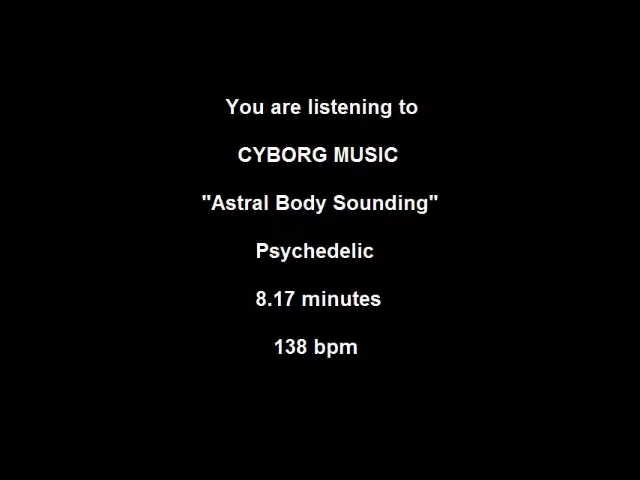 You are listening to
CYBORG MUSIC
"Astral Body Sounding"
Psychedelic
8.17 minutes
138 bpm